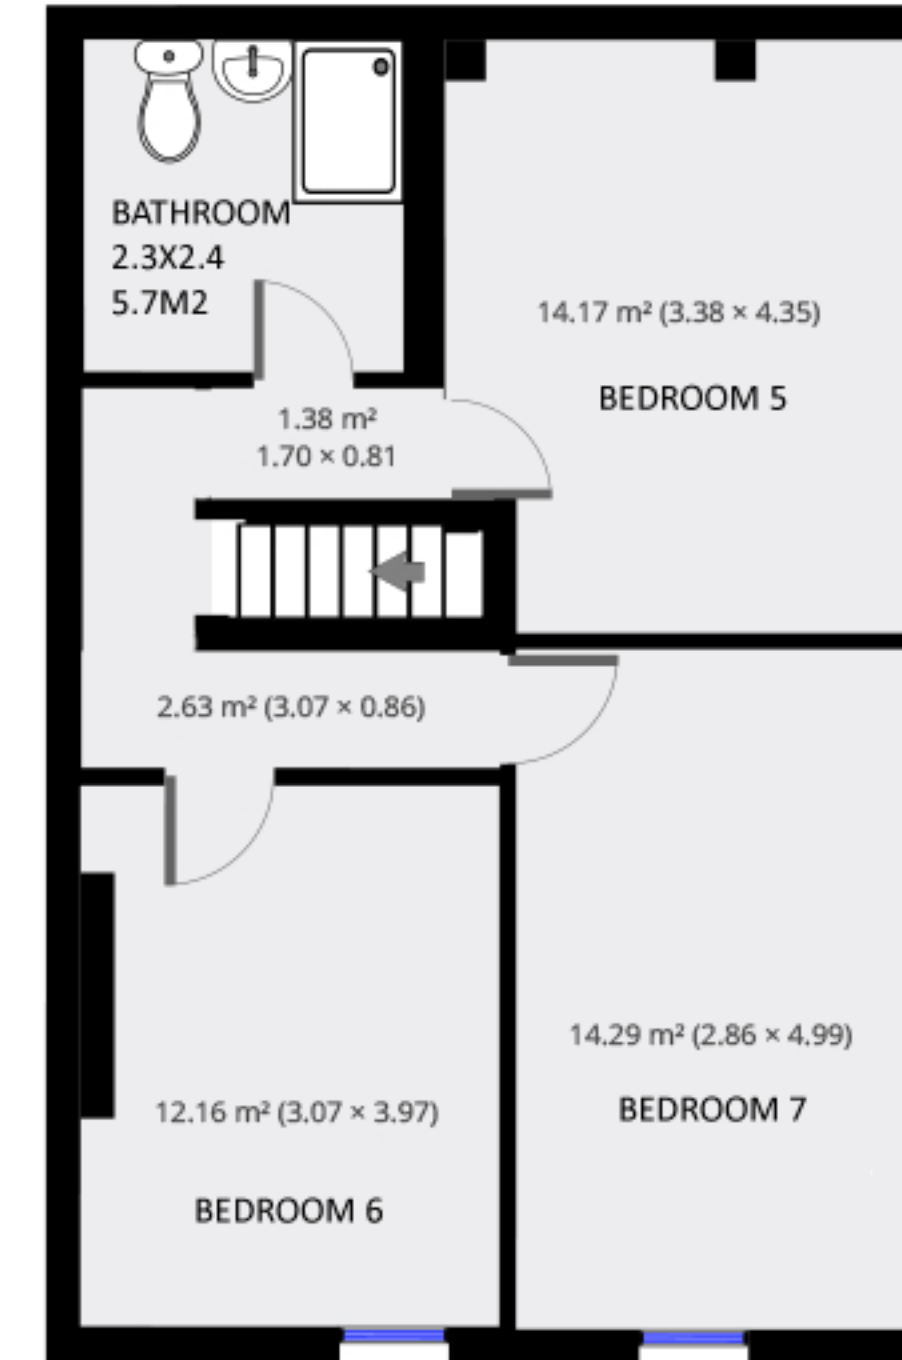 BATHROOM
2.3X2.4
5.7M2
14.17 m² (3.38 × 4.35)
BEDROOM 5
1.38 m²
1.70 × 0.81
2.63 m² (3.07 × 0.86)
14.29 m² (2.86 × 4.99)
BEDROOM 7
12.16 m² (3.07 × 3.97)
BEDROOM 6